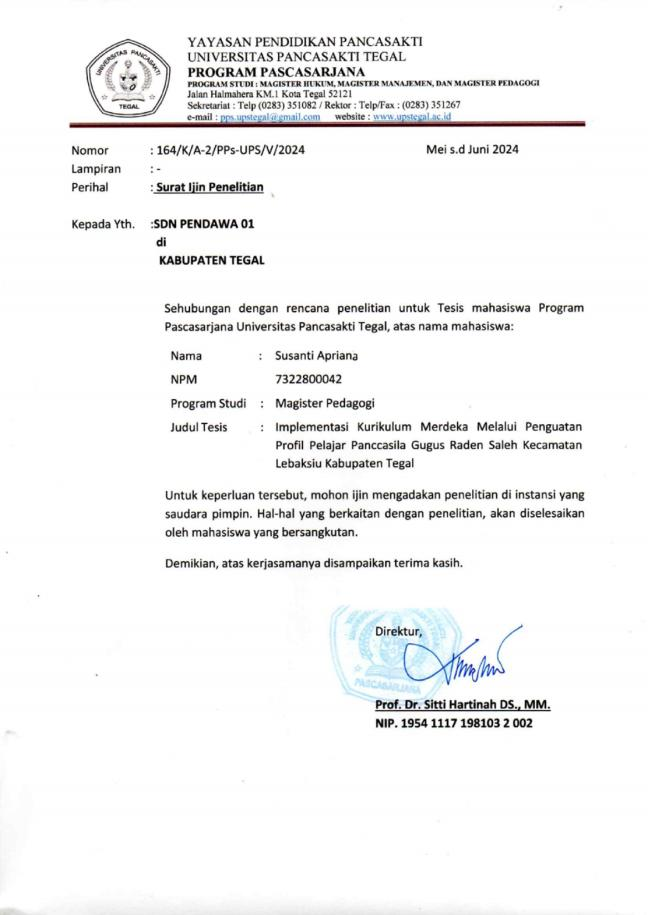 UNIVERSITAS PANCASAKTI
TEGAL
YAYASAN PENDIDIKAN PANCASAKTI
UNIVERSITAS PANCASAKTI TEGAL
PROGRAM PASCASARJANA
PROGRAM STUDI : MAGISTER HUKUM, MAGISTER MANAJEMEN, DAN MAGISTER PEDAGOGI
Jalan Halmahera KM.1 Kota Tegal 52121
Sekretariat : Telp (0283) 351082 / Rektor : Telp/Fax : (0283) 351267
e-mail : pps.upstegal@gmail.com website : www.upstegal.ac.id
Nomor : 164/K/A-2/PPs-UPS/V/2024 Mei s.d Juni 2024
Lampiran : -
Perihal : Surat Ijin Penelitian
Kepada Yth. :SDN PENDAWA 01
di
KABUPATEN TEGAL
Sehubungan dengan rencana penelitian untuk Tesis mahasiswa Program
Pascasarjana Universitas Pancasakti Tegal, atas nama mahasiswa:
Nama : Susanti Apriana
NPM 7322800042
Program Studi : Magister Pedagogi
Judul Tesis : Implementasi Kurikulum Merdeka Melalui Penguatan
Profil Pelajar Panccasila Gugus Raden Saleh Kecamatan
Lebaksiu Kabupaten Tegal
Untuk keperluan tersebut, mohon ijin mengadakan penelitian di instansi yang
saudara pimpin. Hal-hal yang berkaitan dengan penelitian, akan diselesaikan
oleh mahasiswa yang bersangkutan.
Demikian, atas kerjasamanya disampaikan terima kasih.
Direktur,
PASCASARJANA
Prof. Dr. Sitti Hartinah DS., MM.
NIP. 1954 1117 198103 2 002